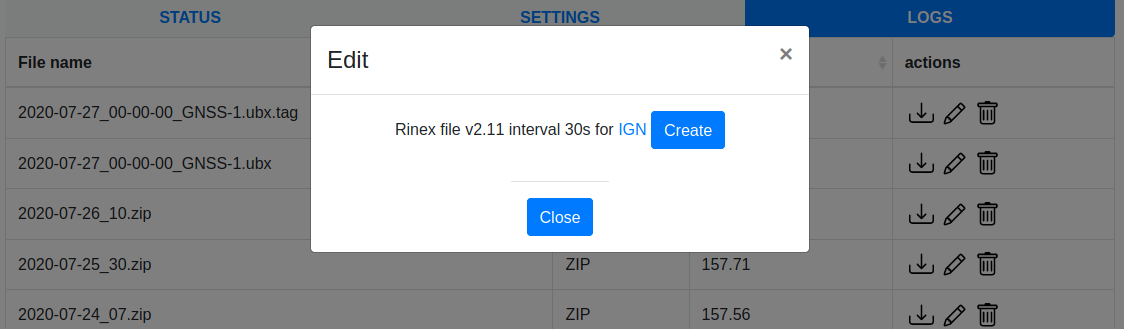 STATUS SETTINGS LOGS
Edit ×
File name actions
2020-07-27_00-00-00_GNSS-1.ubx.tag
Rinex file v2.11 interval 30s for IGN Create
2020-07-27_00-00-00_GNSS-1.ubx
2020-07-26_10.zip
Close
2020-07-25_30.zip ZIP 157.71
2020-07-24_07.zip ZIP 157.56